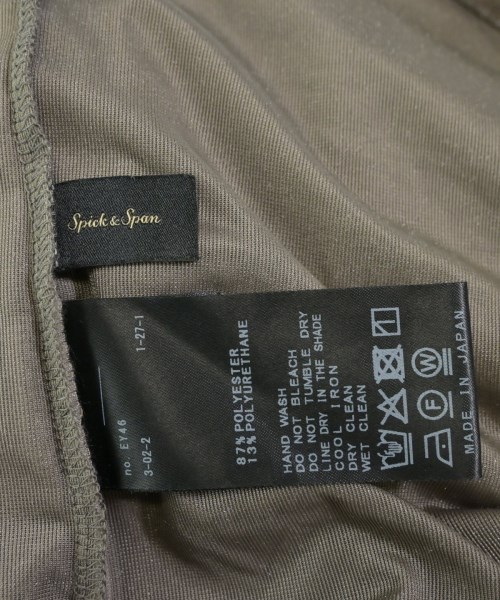 Spick & Span
1-27-1
no. EY46
3-02-2
87% POLYESTER
13% POLYURETHANE
HAND WASH
DO NOT BLEACH
DO NOT TUMBLE DRY
LINE DRY IN THE SHADE
COOL IRON
DRY CLEAN
WET CLEAN
F W
MADE IN JAPAN